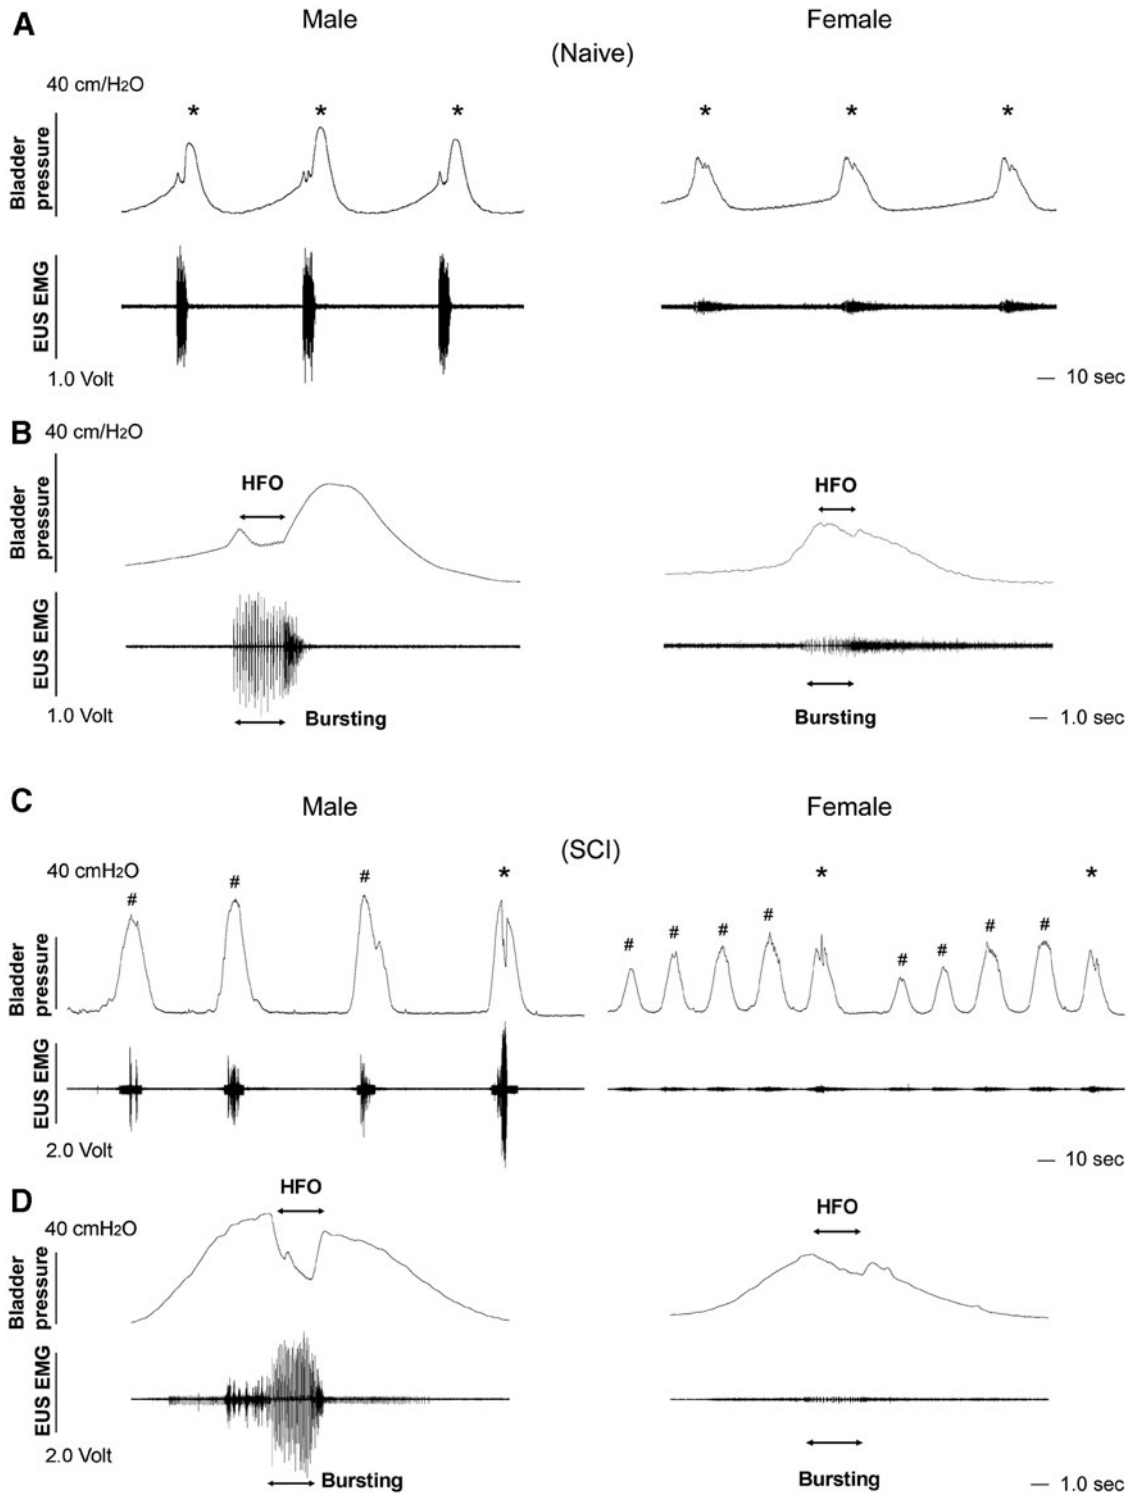 A
Male
Female
(Naive)
40 cm/H2O
* * *
* * *
Bladder
pressure
EUS EMG
1.0 Volt
10 sec
B
40 cm/H2O
HFO
HFO
Bladder
pressure
EUS EMG
1.0 Volt
Bursting
Bursting
1.0 sec
C
Male
Female
(SCI)
40 cmH2O
# # # *
# # # # * # # # # *
Bladder
pressure
EUS EMG
2.0 Volt
10 sec
D
40 cmH2O
HFO
HFO
Bladder
pressure
EUS EMG
2.0 Volt
Bursting
Bursting
1.0 sec